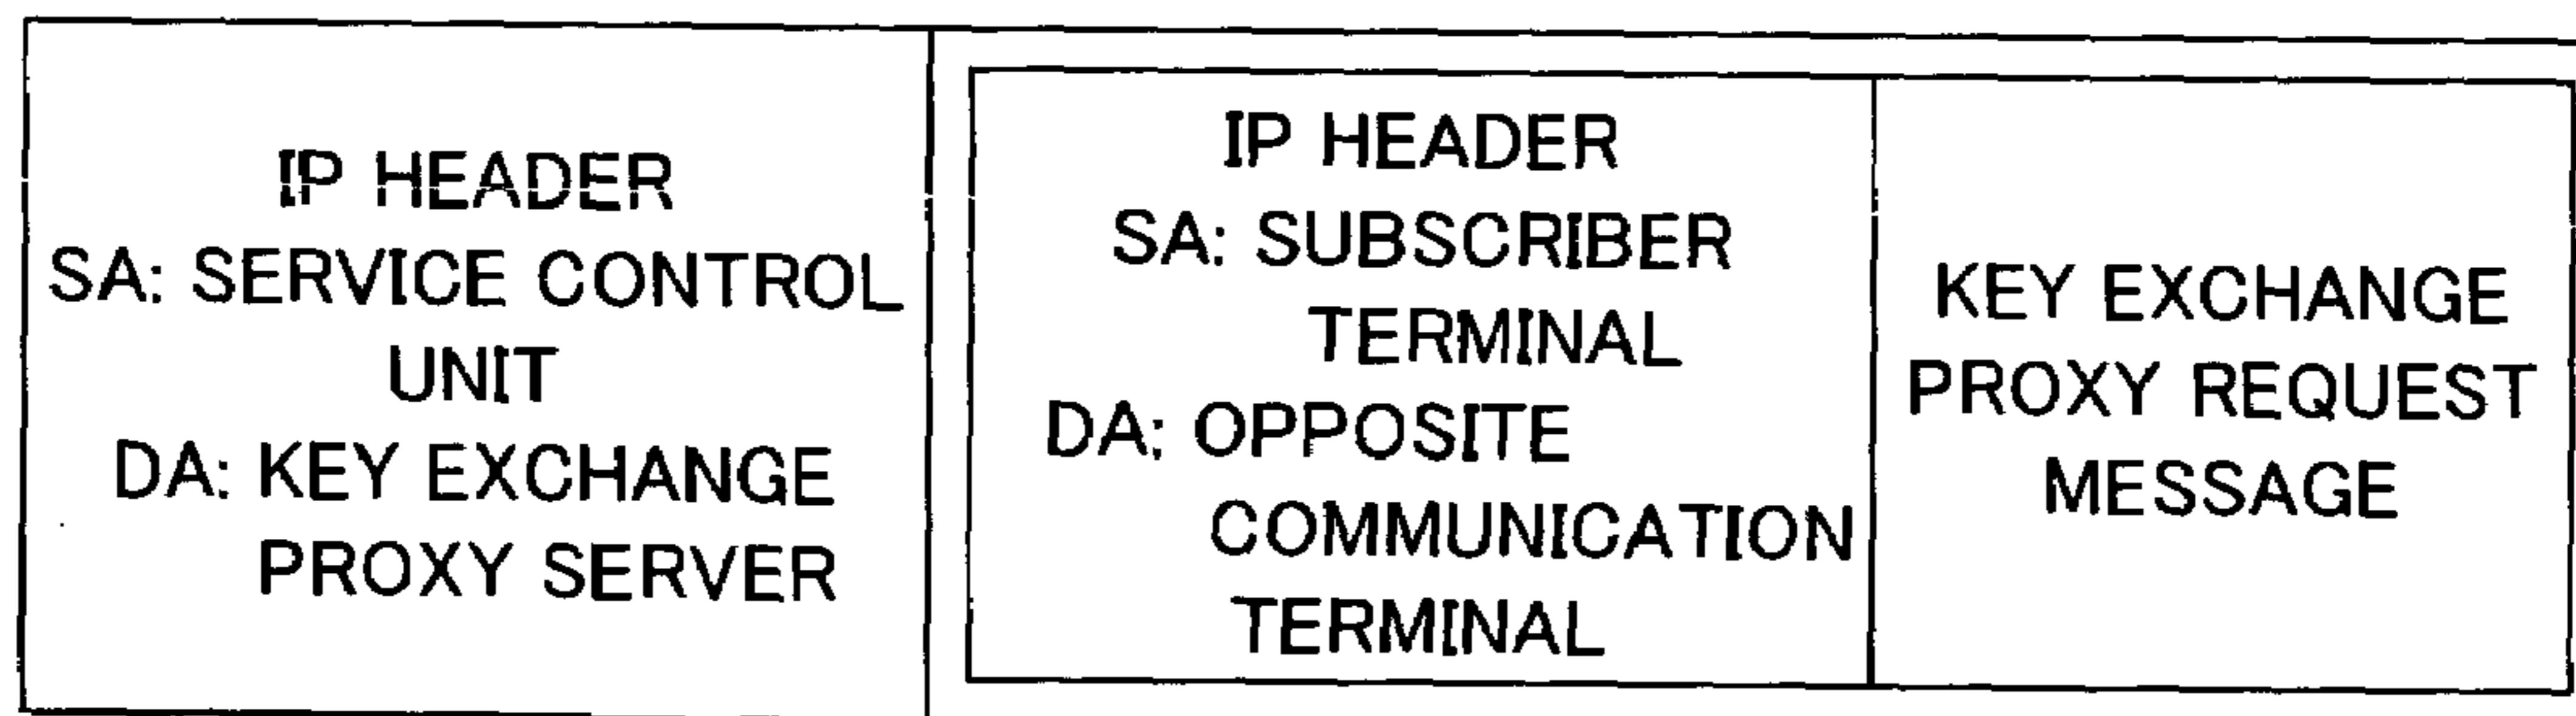 IP HEADER
SA: SERVICE CONTROL
UNIT
DA: KEY EXCHANGE
PROXY SERVER
IP HEADER
SA: SUBSCRIBER
TERMINAL
DA: OPPOSITE
COMMUNICATION
TERMINAL
KEY EXCHANGE
PROXY REQUEST
MESSAGE